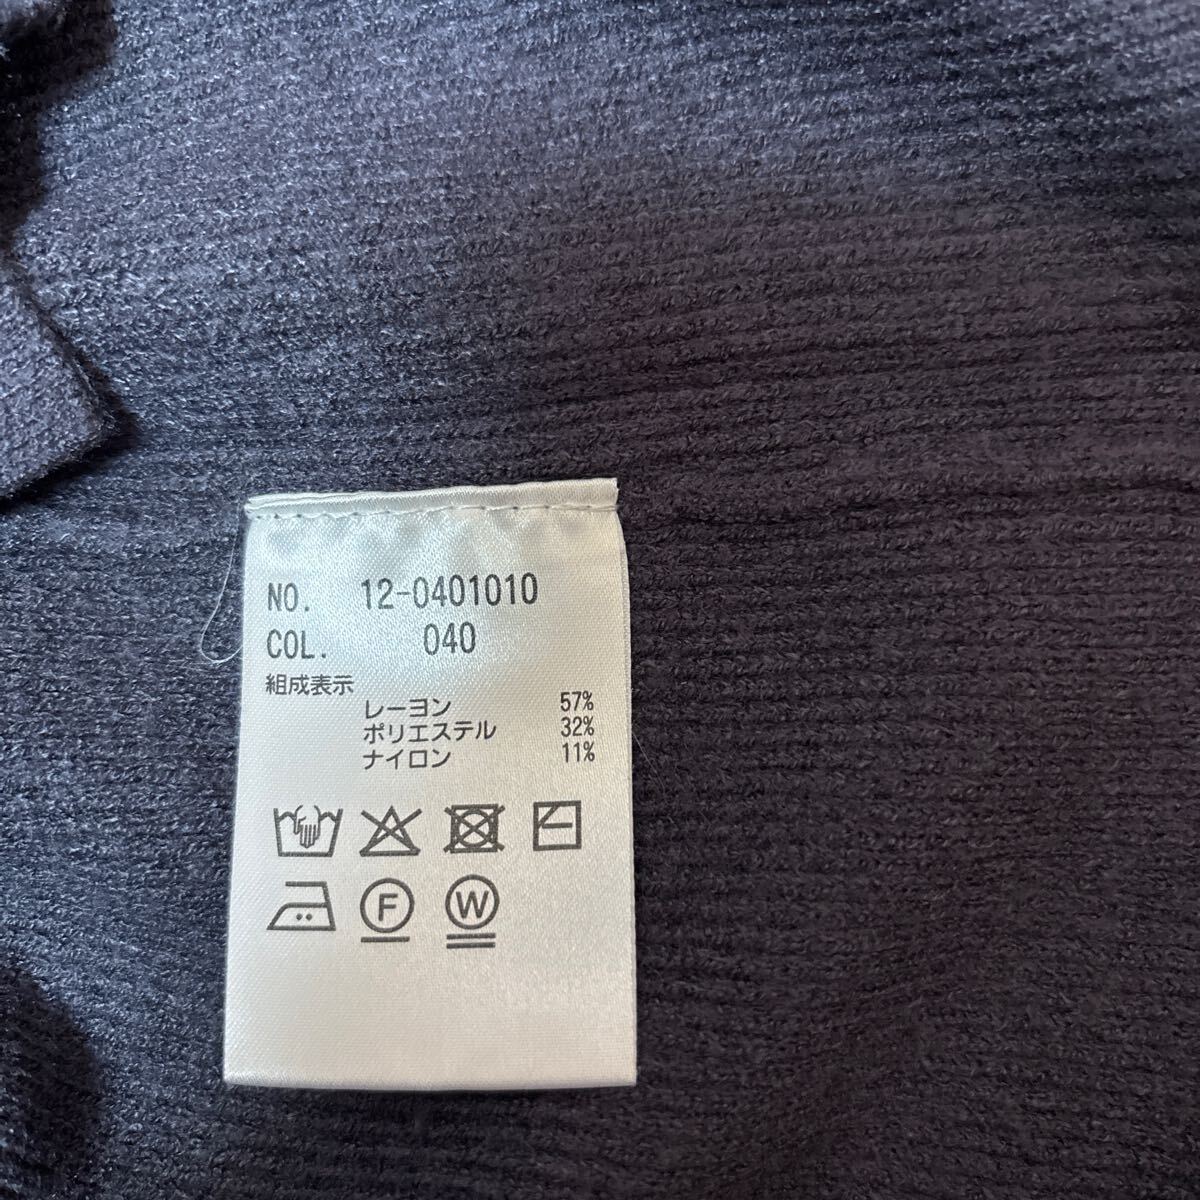 NO. 12-0401010
COL. 040
組成表示
レーヨン 57%
ポリエステル 32%
ナイロン 11%
F W